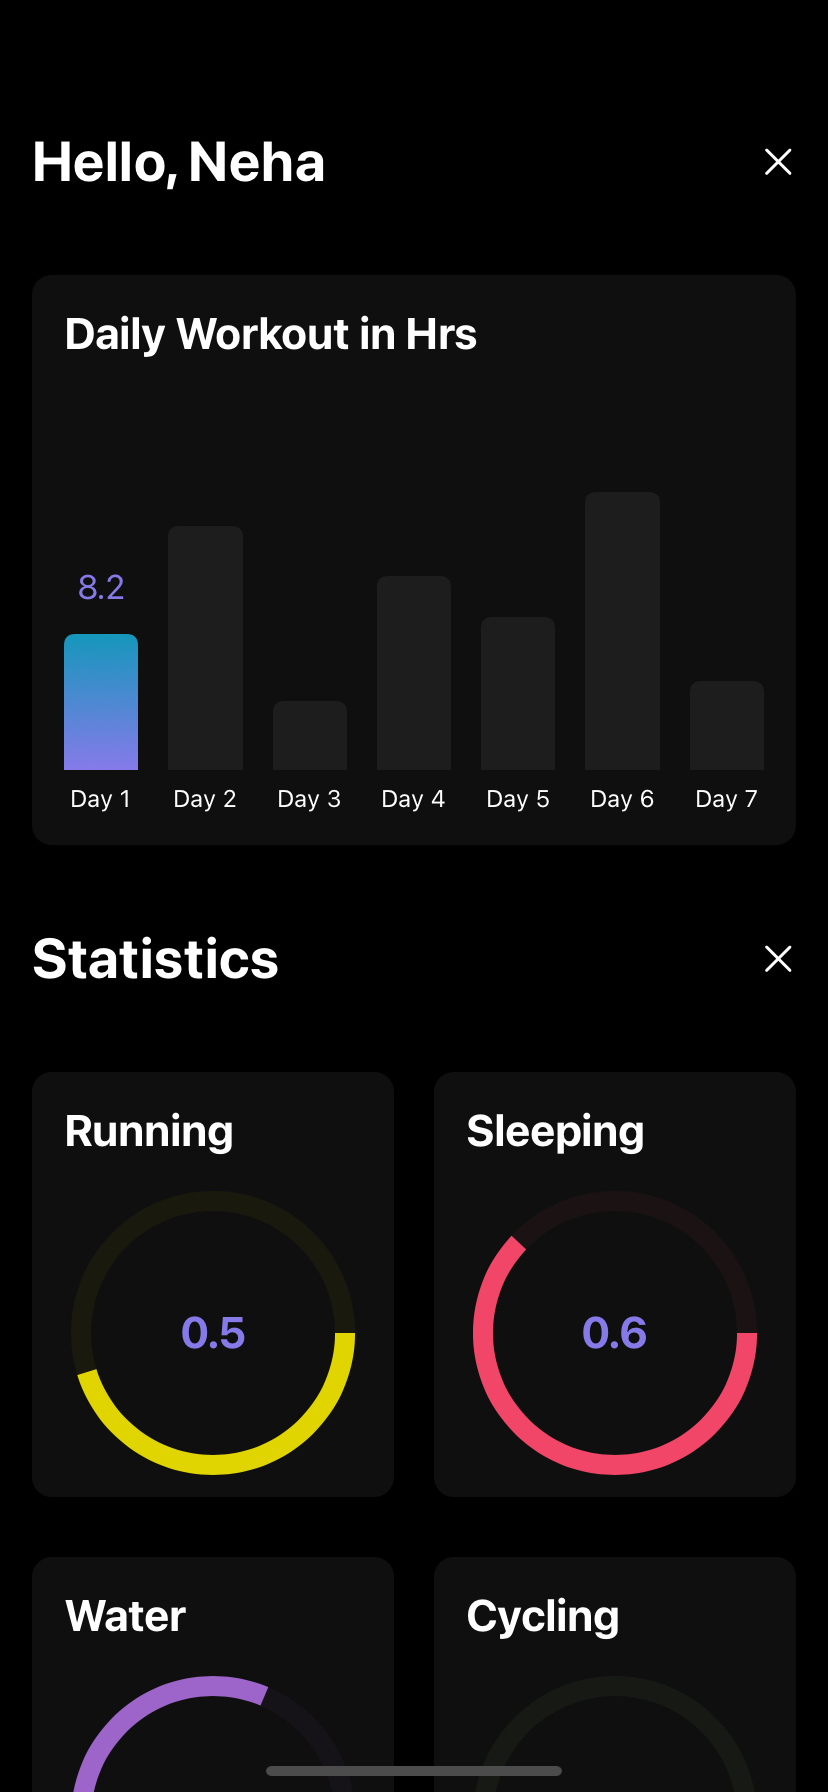 Hello, Neha
Daily Workout in Hrs
8.2
Day 1 Day 2 Day 3 Day 4 Day 5 Day 6 Day 7
Statistics
Running
0.5
Sleeping
0.6
Water
Cycling